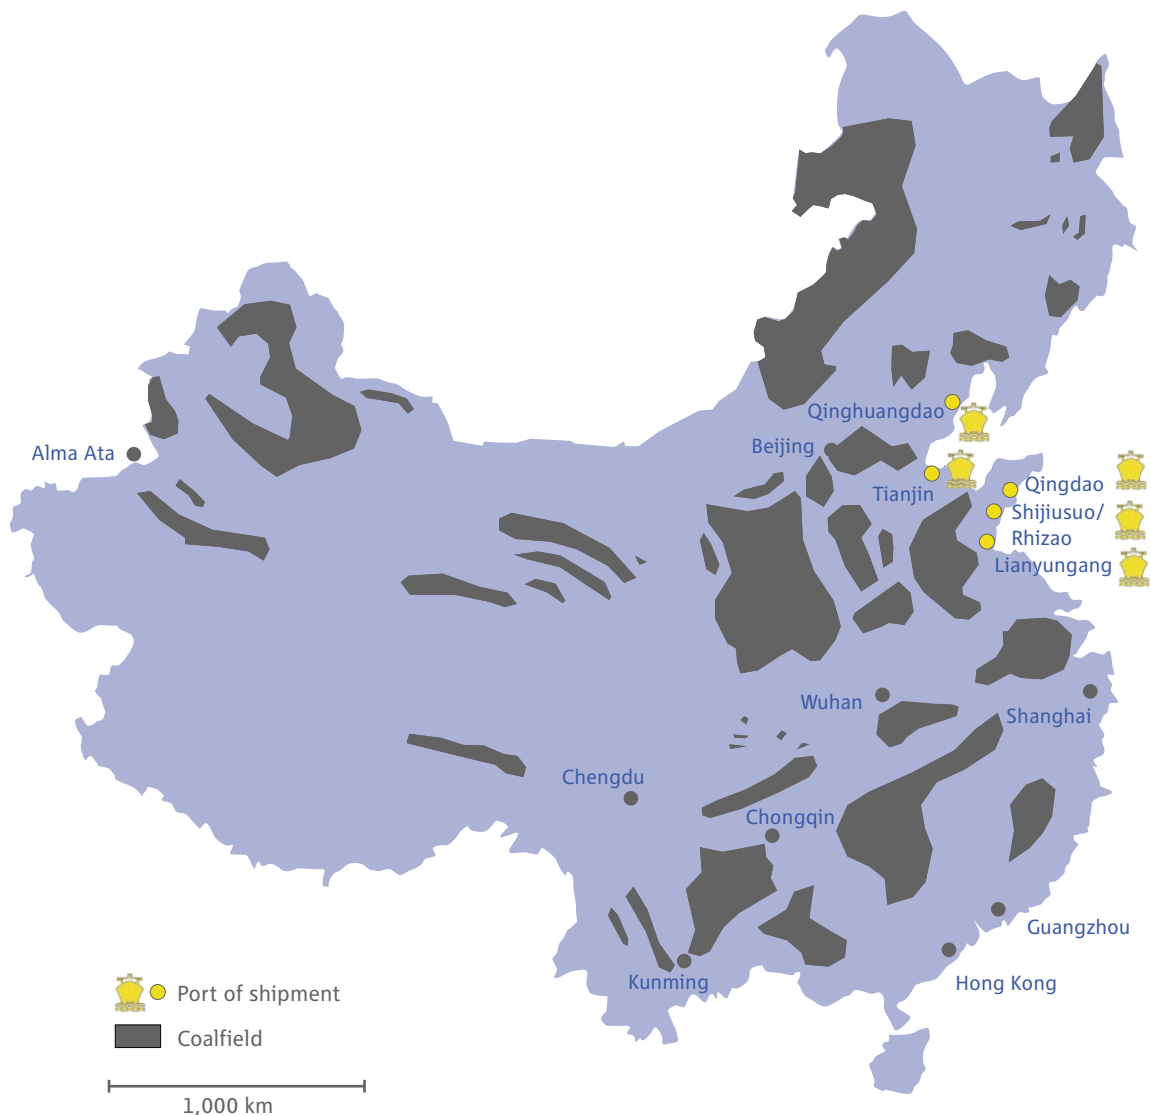 Qinghuangdao
Beijing
Alma Ata
Tianjin
Qingdao
Shijiusuo/
Rhizao
Lianyungang
Wuhan
Shanghai
Chengdu
Chongqin
Guangzhou
Kunming
Hong Kong
Port of shipment
Coalfield
1,000 km